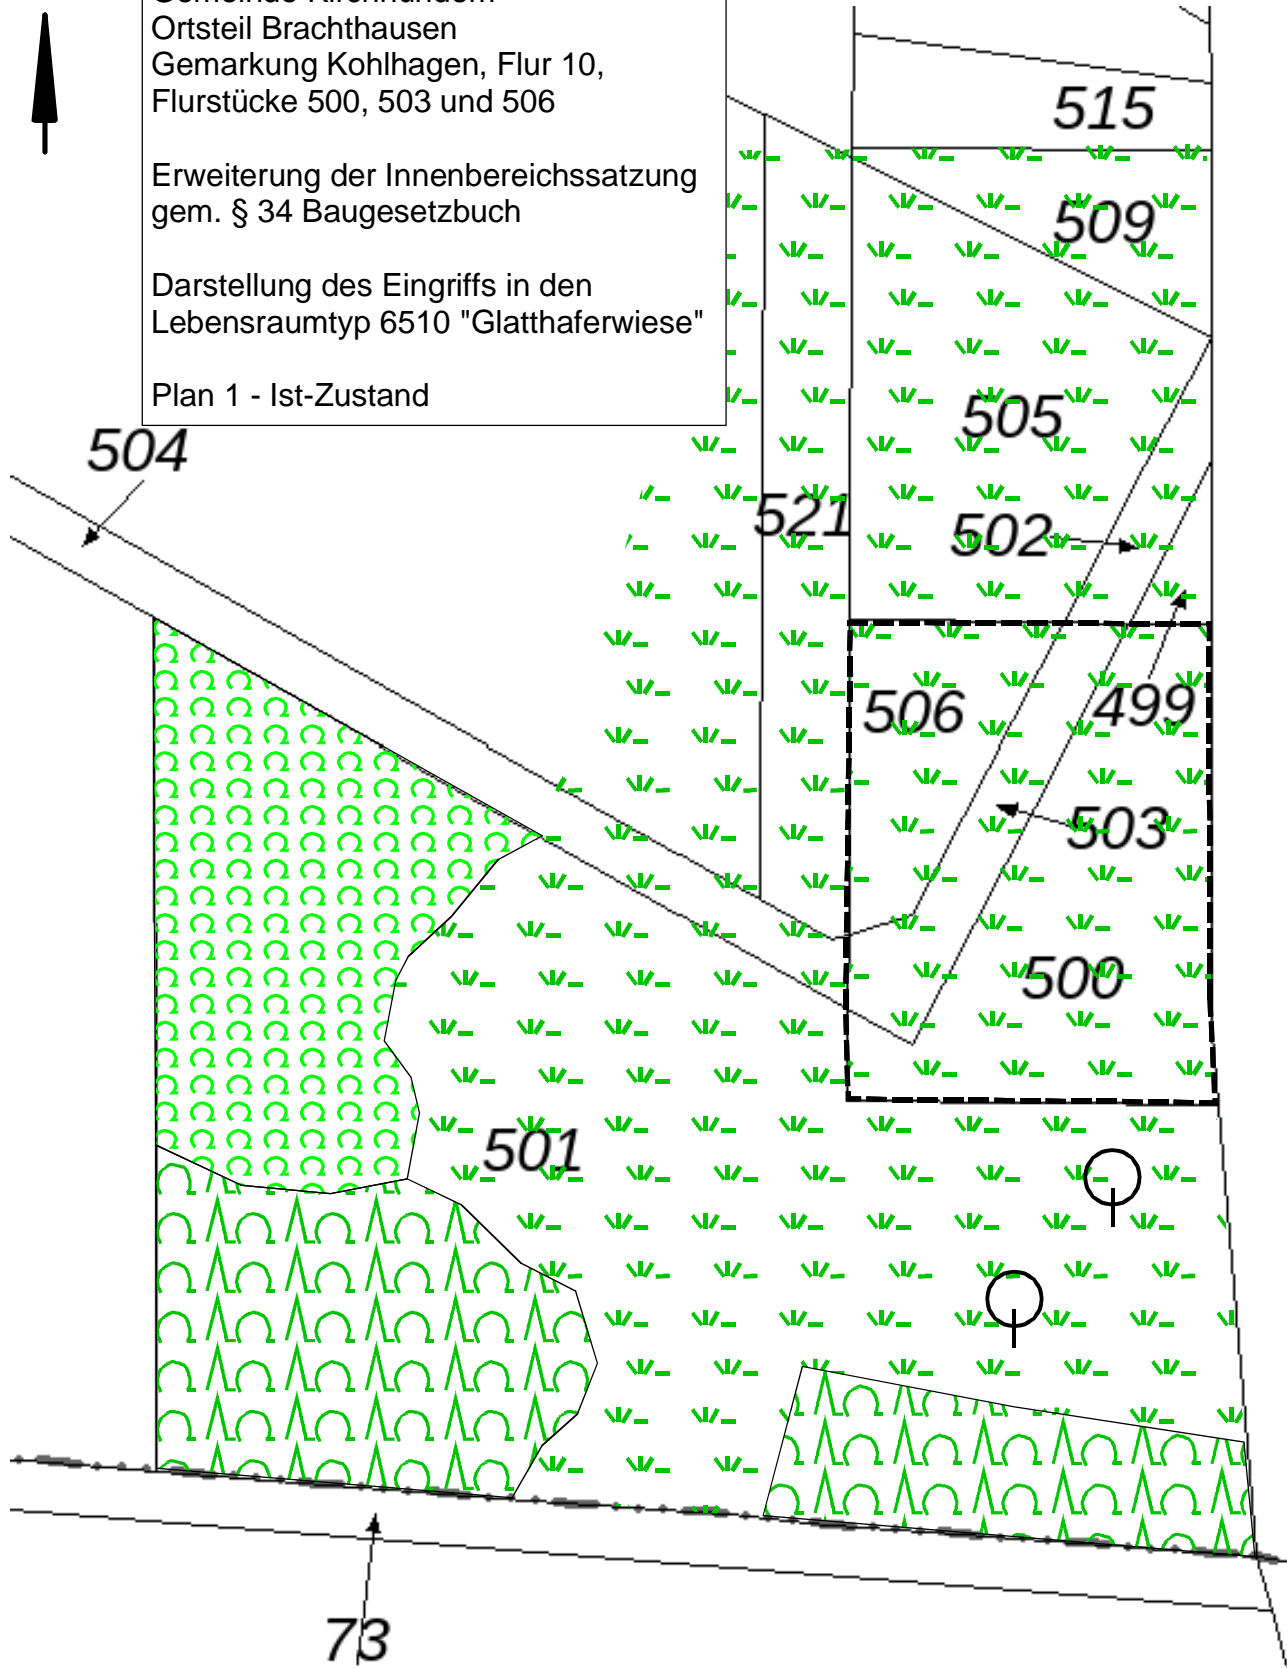 Ortsteil Brachthausen
Gemarkung Kohlhagen, Flur 10,
Flurstücke 500, 503 und 506
Erweiterung der Innenbereichssatzung
gem. § 34 Baugesetzbuch
Darstellung des Eingriffs in den
Lebensraumtyp 6510 "Glatthaferwiese"
Plan 1 - Ist-Zustand
515
509
504
505
521
502
506
499
503
500
501
73